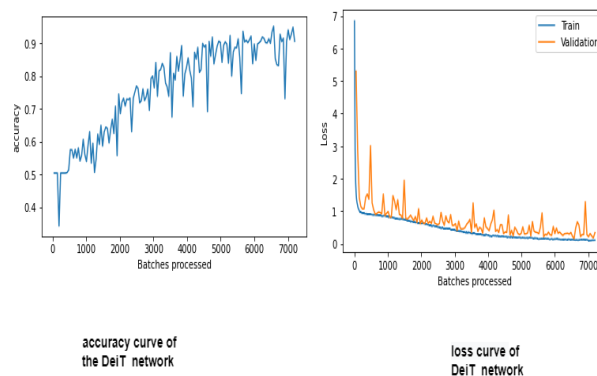 accuracy
0.9
0.8
0.7
0.6
0.5
0.4
0 1000 2000 3000 4000 5000 6000 7000
Batches processed
Loss
7
6
5
4
3
2
1
0
Train
Validation
0 1000 2000 3000 4000 5000 6000 7000
Batches processed
accuracy curve of
the DeiT network
loss curve of
DeiT network